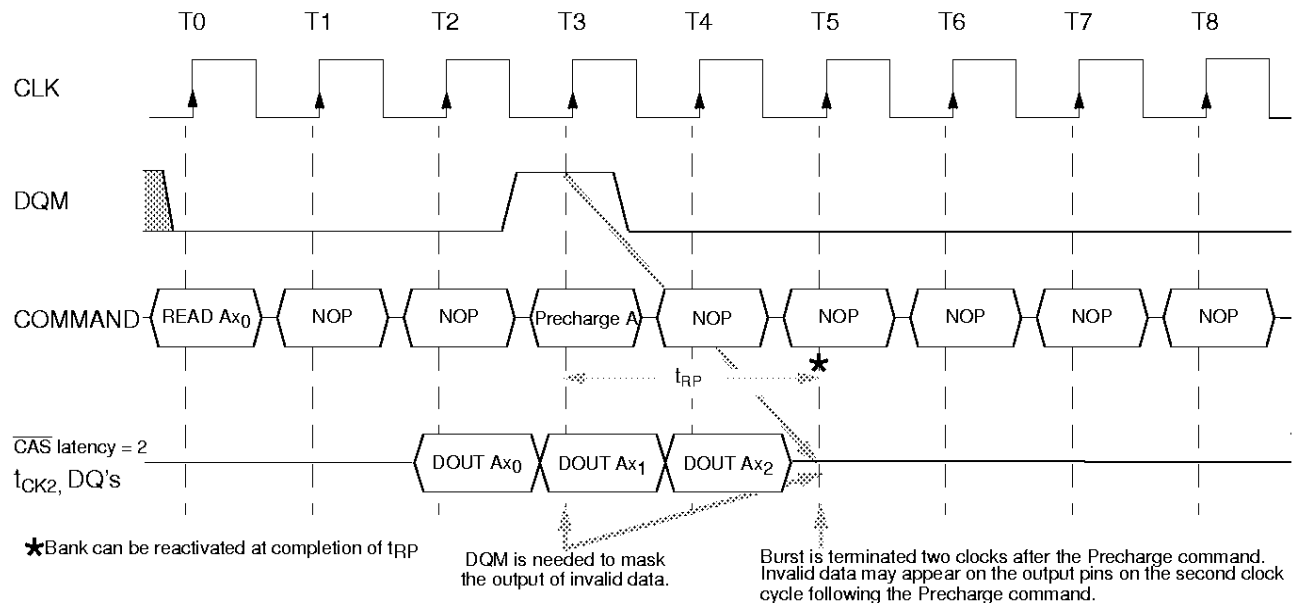 T0 T1 T2 T3 T4 T5 T6 T7 T8
CLK
DQM
COMMAND READ Ax0 NOP NOP Precharge A NOP NOP NOP NOP NOP
★
tRP
CAS latency = 2
tCK2, DQ's DOUT Ax0 DOUT Ax1 DOUT Ax2
★Bank can be reactivated at completion of tRP
DQM is needed to mask
the output of invalid data.
Burst is terminated two clocks after the Precharge command.
Invalid data may appear on the output pins on the second clock
cycle following the Precharge command.